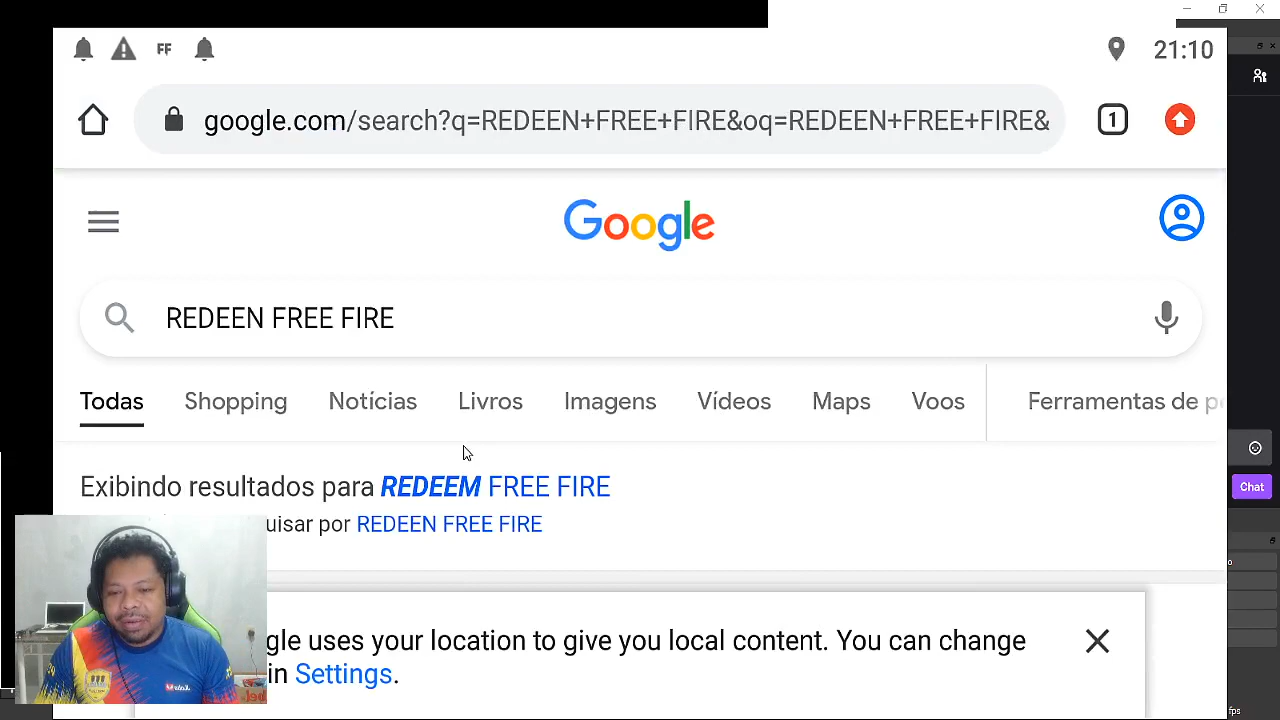 FF
21:10
google.com/search?q=REDEEN+FREE+FIRE&oq=REDEEN+FREE+FIRE&
1
Google
REDEEN FREE FIRE
Todas Shopping Notícias Livros Imagens Vídeos Maps Voos Ferramentas de
Exibindo resultados para REDEEM FREE FIRE
por REDEEN FREE FIRE
uses your location to give you local content. You can change
in Settings.
Chat
fps